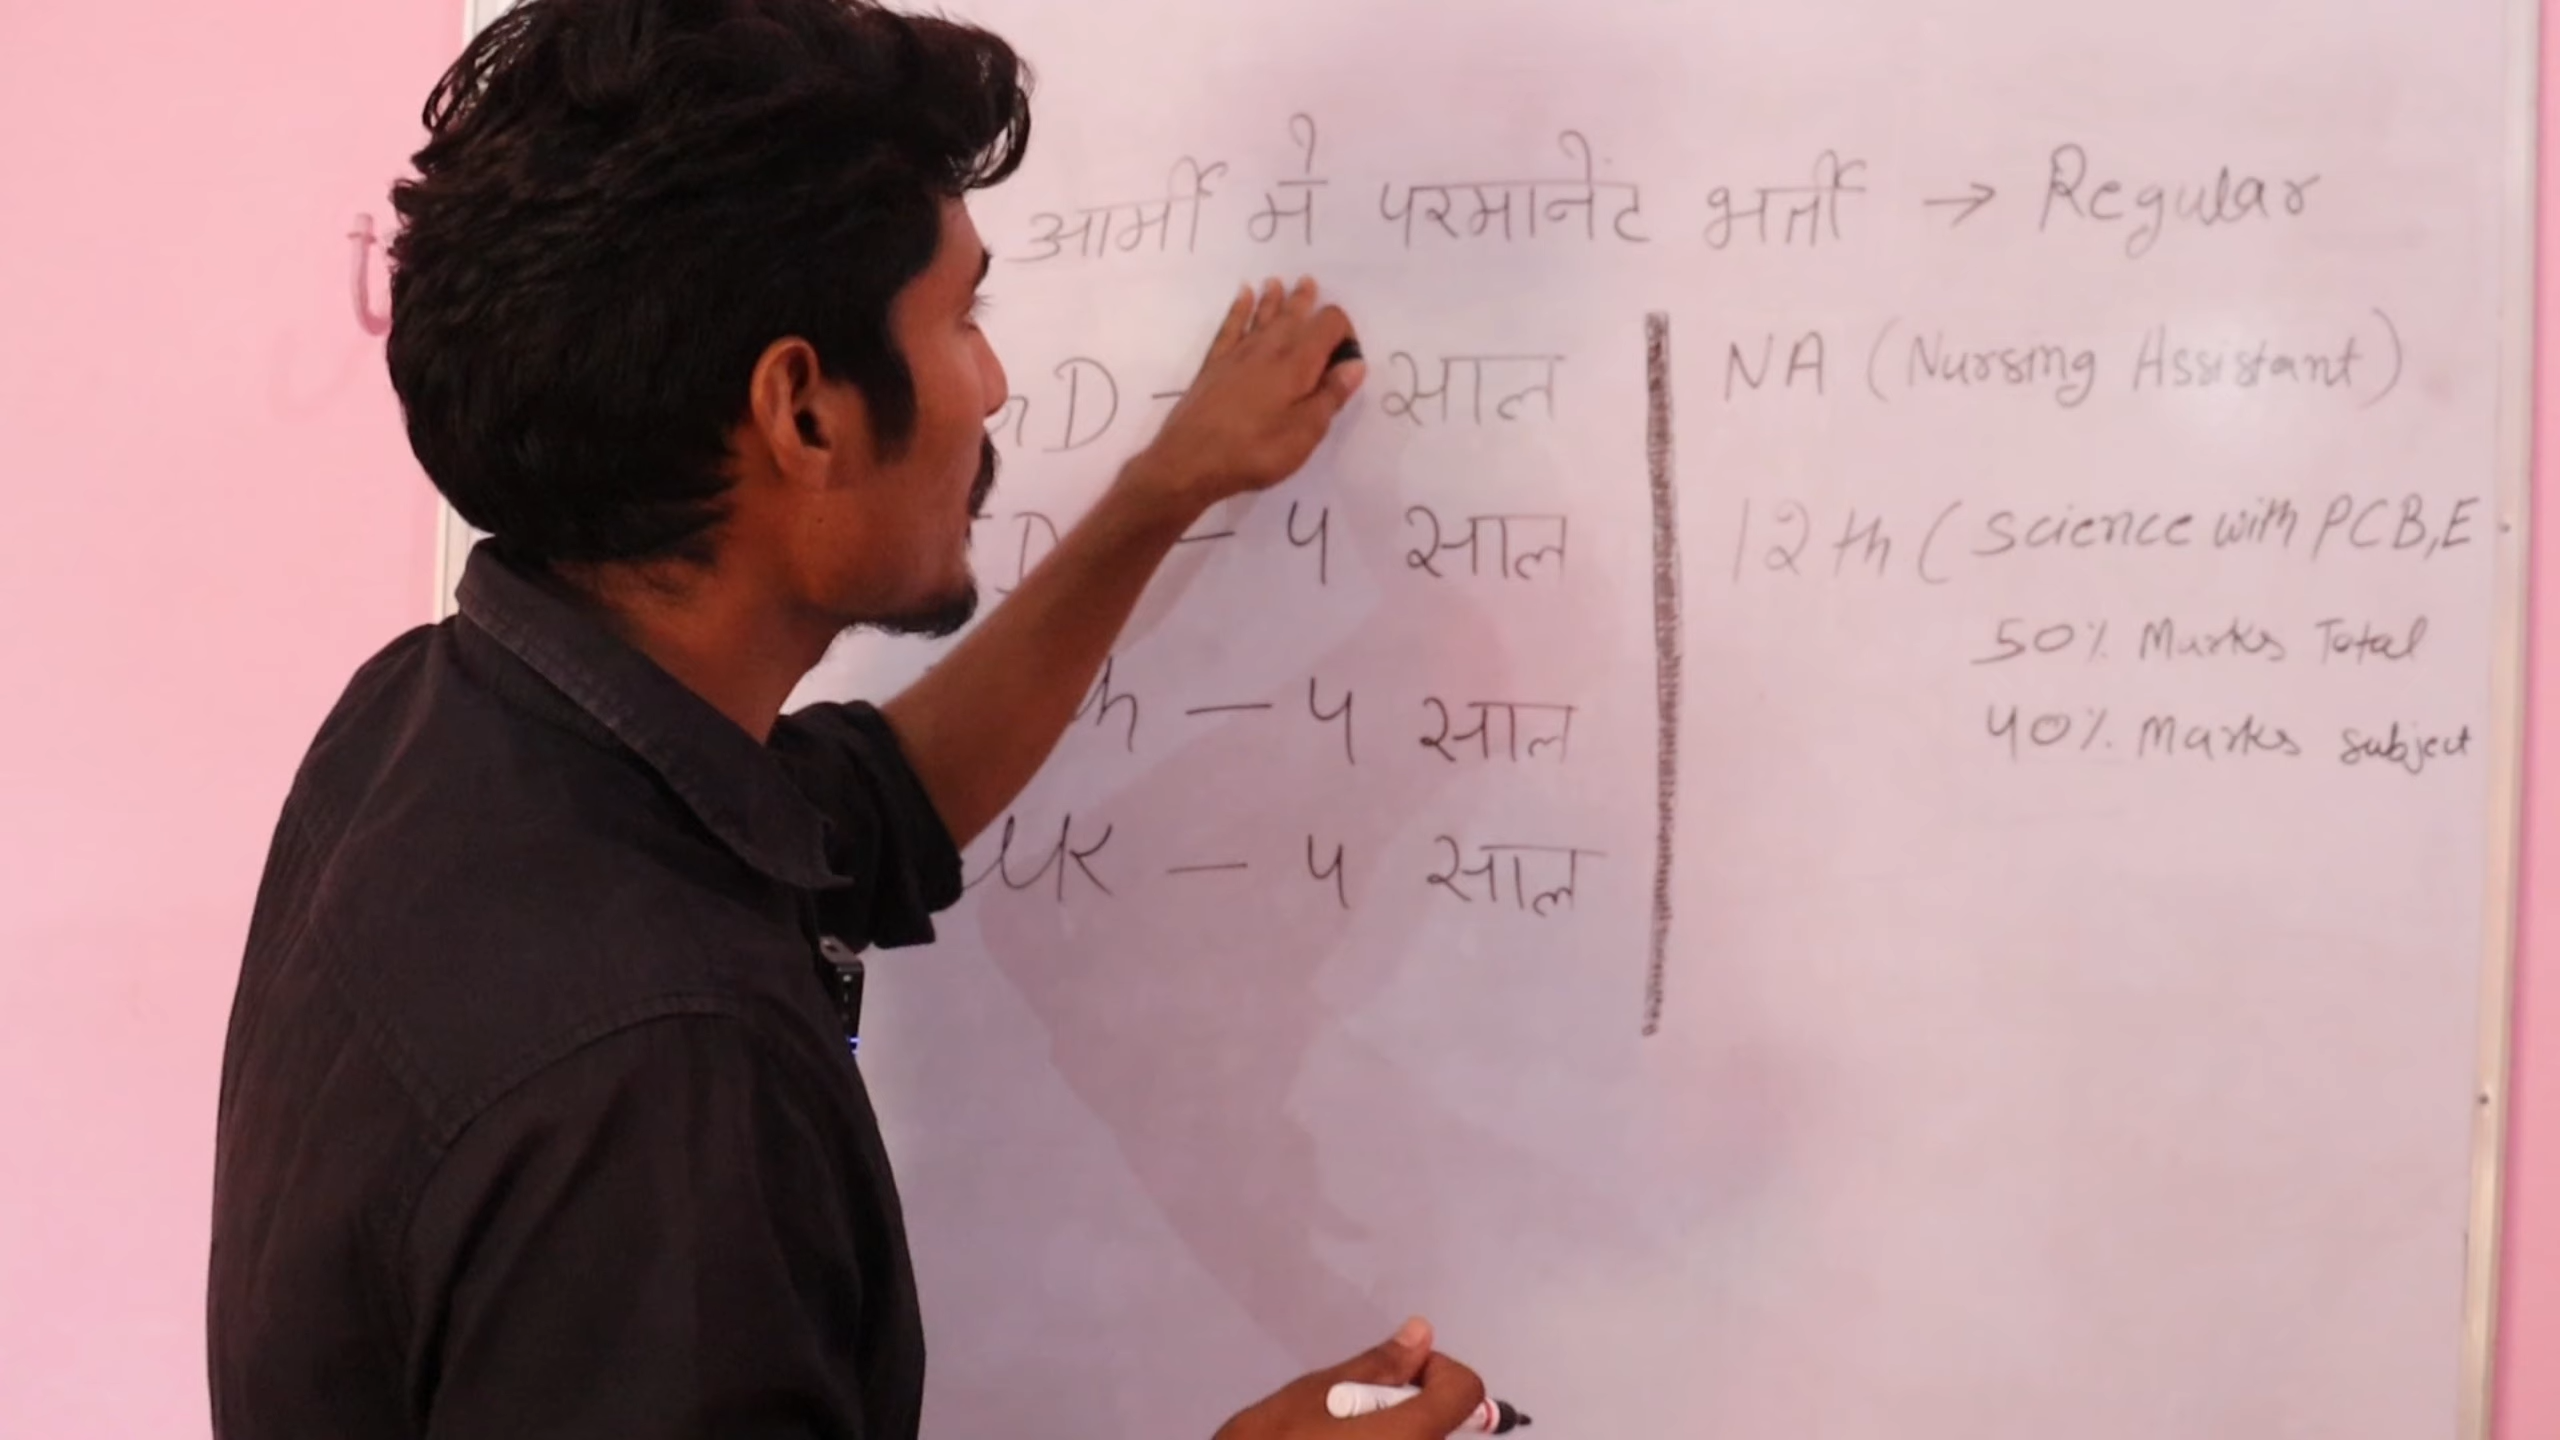 आर्मी में परमानेंट भर्ती → Regular
D - साल
D - 4 साल
- 4 साल
- 4 साल
NA (Nursing Assistant)
12th (Science with PCB,E
50% Marks Total
40% Marks subject